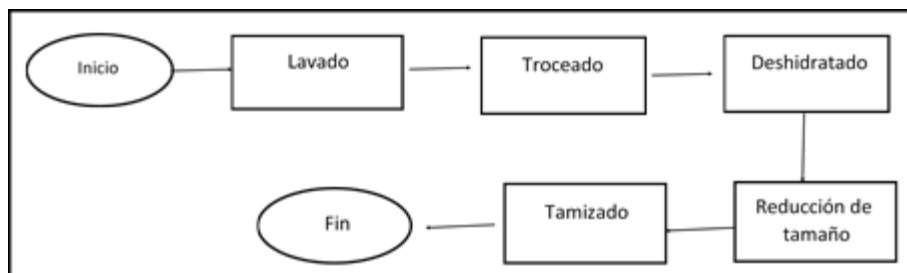 Inicio
Lavado
Troceado
Deshidratado
Reducción de
tamaño
Tamizado
Fin